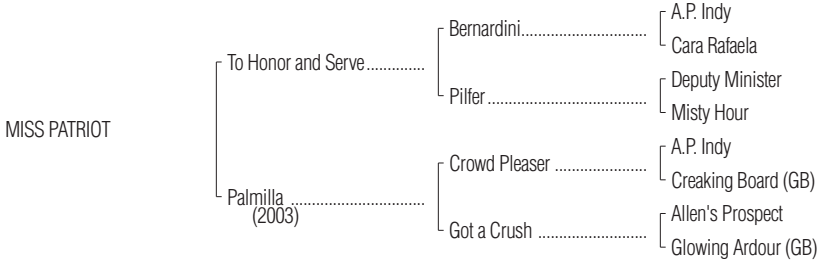 A.P. Indy
Bernardini..............................
Cara Rafaela
To Honor and Serve..............
Deputy Minister
Pilfer ......................................
Misty Hour
MISS PATRIOT
A.P. Indy
Crowd Pleaser ......................
Creaking Board (GB)
Palmilla ................................
(2003)
Allen's Prospect
Got a Crush ..........................
Glowing Ardour (GB)